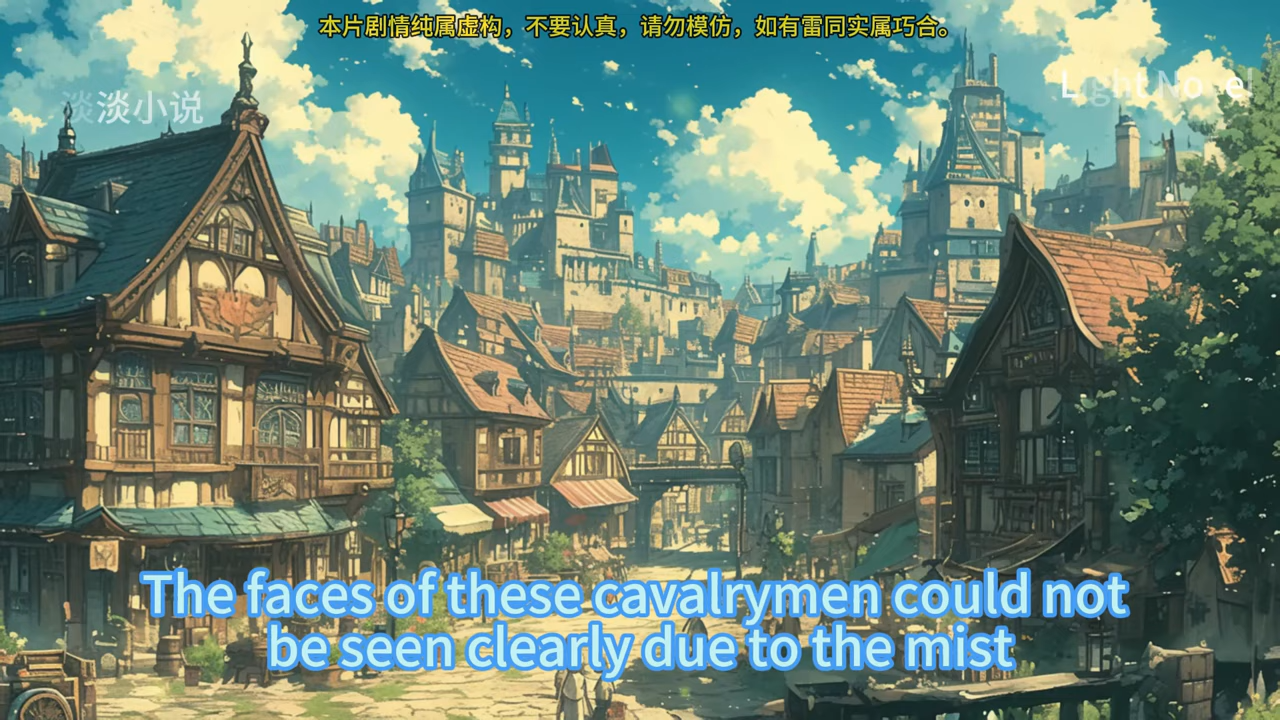 本片剧情纯属虚构，不要认真，请勿模仿，如有雷同实属巧合。
淡淡小说
Light Novel
The faces of these cavalrymen could not
be seen clearly due to the mist